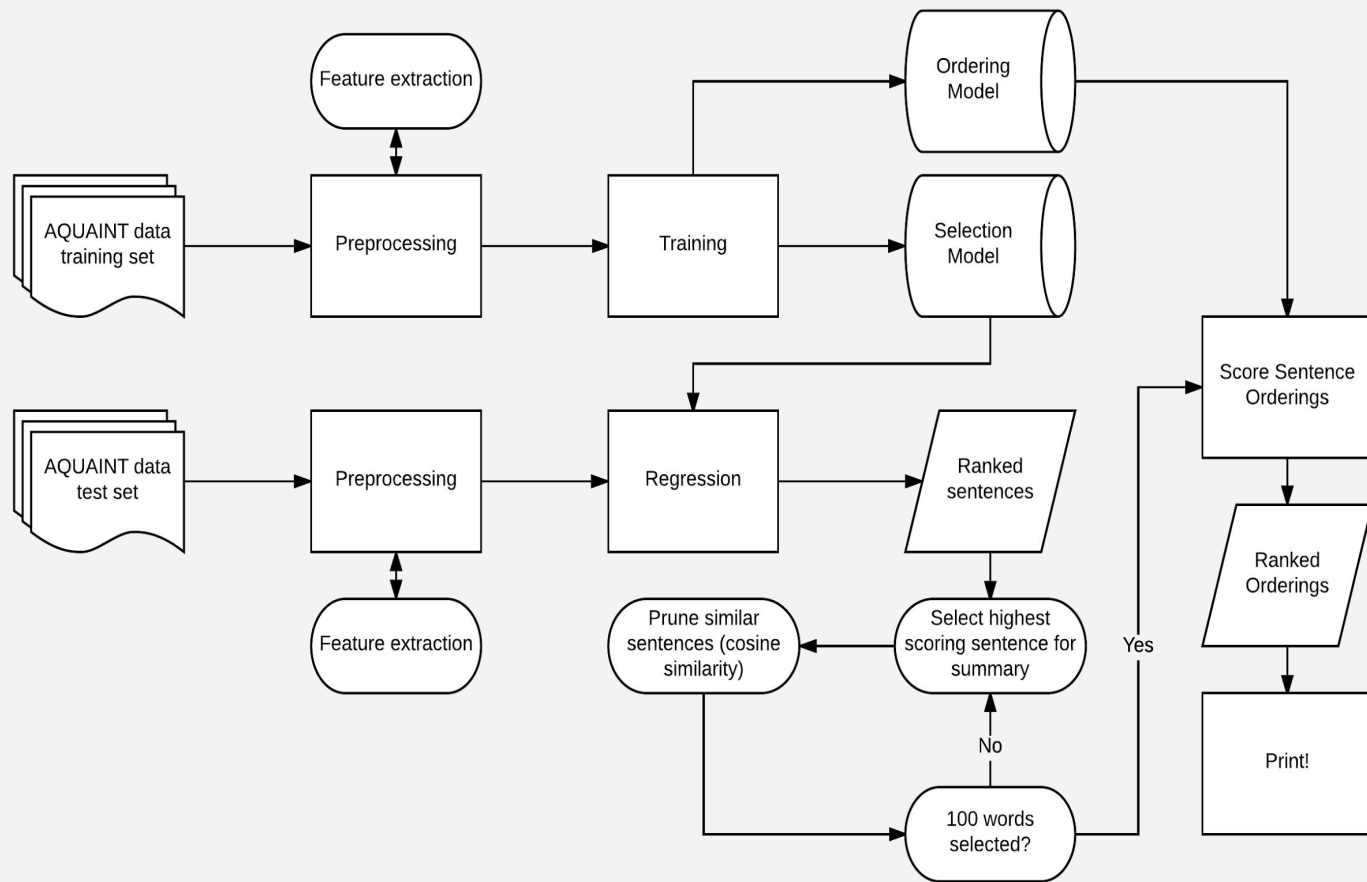 Feature extraction
Ordering
Model
AQUAINT data
training set
Preprocessing
Training
Selection
Model
Score Sentence
Orderings
AQUAINT data
test set
Preprocessing
Regression
Ranked
sentences
Ranked
Orderings
Feature extraction
Prune similar
sentences (cosine
similarity)
Select highest
scoring sentence for
summary
Yes
No
Print!
100 words
selected?